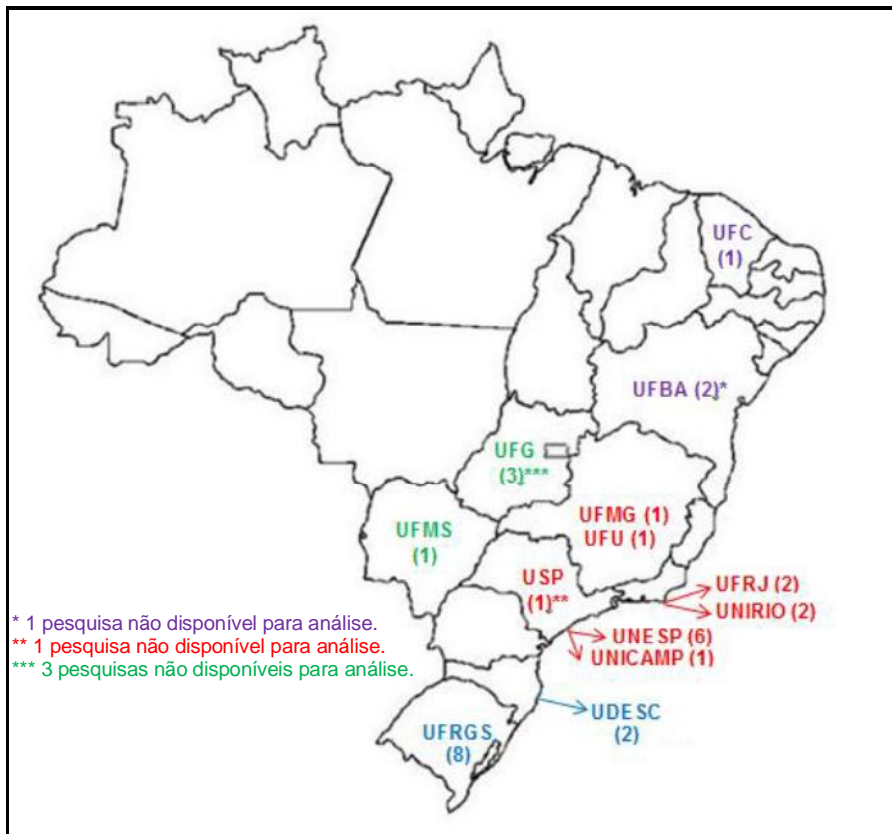 UFC
(1)
UFBA (2)*
UFG
(3)***
UFMG (1)
UFU (1)
UFMS
(1)
USP
(1)**
UFRJ (2)
UNIRIO (2)
UNESP (6)
UNICAMP (1)
* 1 pesquisa não disponível para análise.
** 1 pesquisa não disponível para análise.
*** 3 pesquisas não disponíveis para análise.
UDESC
(2)
UFRGS
(8)